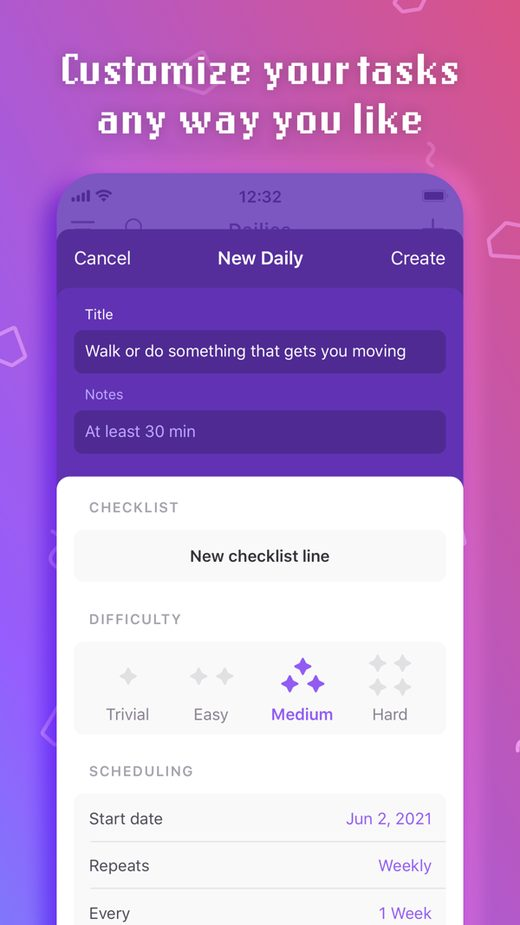 Customize your tasks
any way you like
12:32
Cancel
New Daily
Create
Title
Walk or do something that gets you moving
Notes
At least 30 min
CHECKLIST
New checklist line
DIFFICULTY
Trivial
Easy
Medium
Hard
SCHEDULING
Start date
Jun 2, 2021
Repeats
Weekly
Every
1 Week